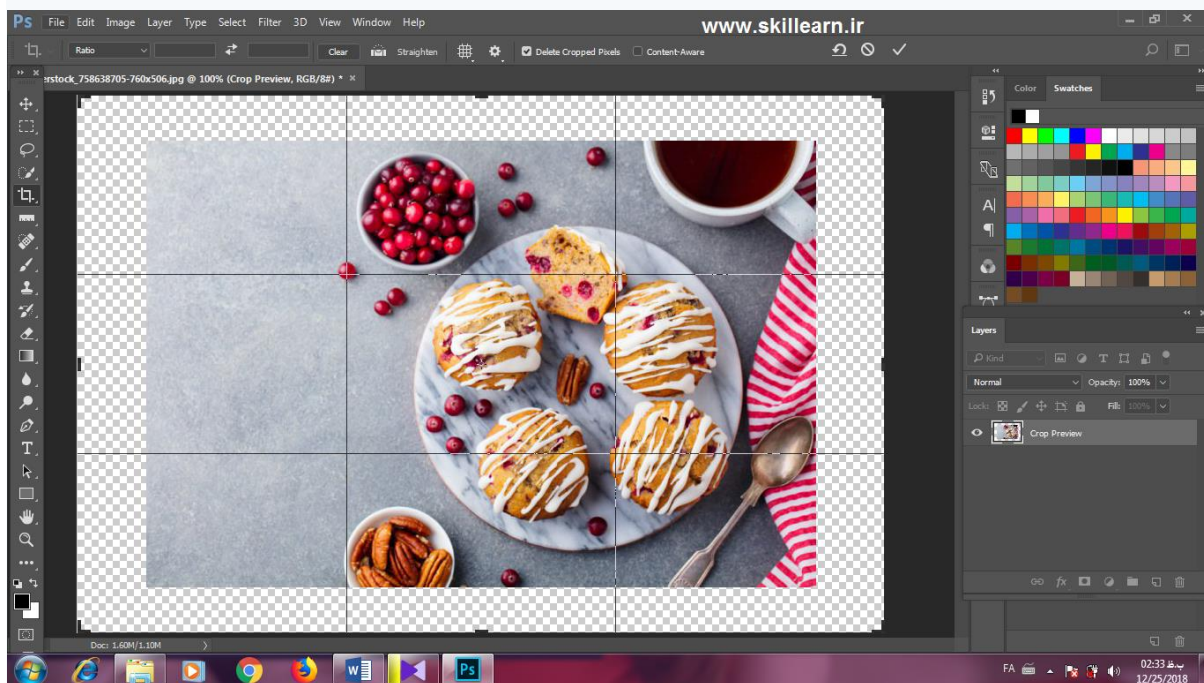 Ps File Edit Image Layer Type Select Filter 3D View Window Help
www.skillearn.ir
Ratio Clear Straighten Delete Cropped Pixels Content-Aware
erstock_758638705-760x506.jpg @ 100% (Crop Preview, RGB/8#) * ×
Color Swatches
Layers
Kind
Normal Opacity: 100%
Lock: Fill: 100%
Crop Preview
fx
Doc: 1.60M/1.10M
Ps
FA
02:33 ب.ظ
12/25/2018